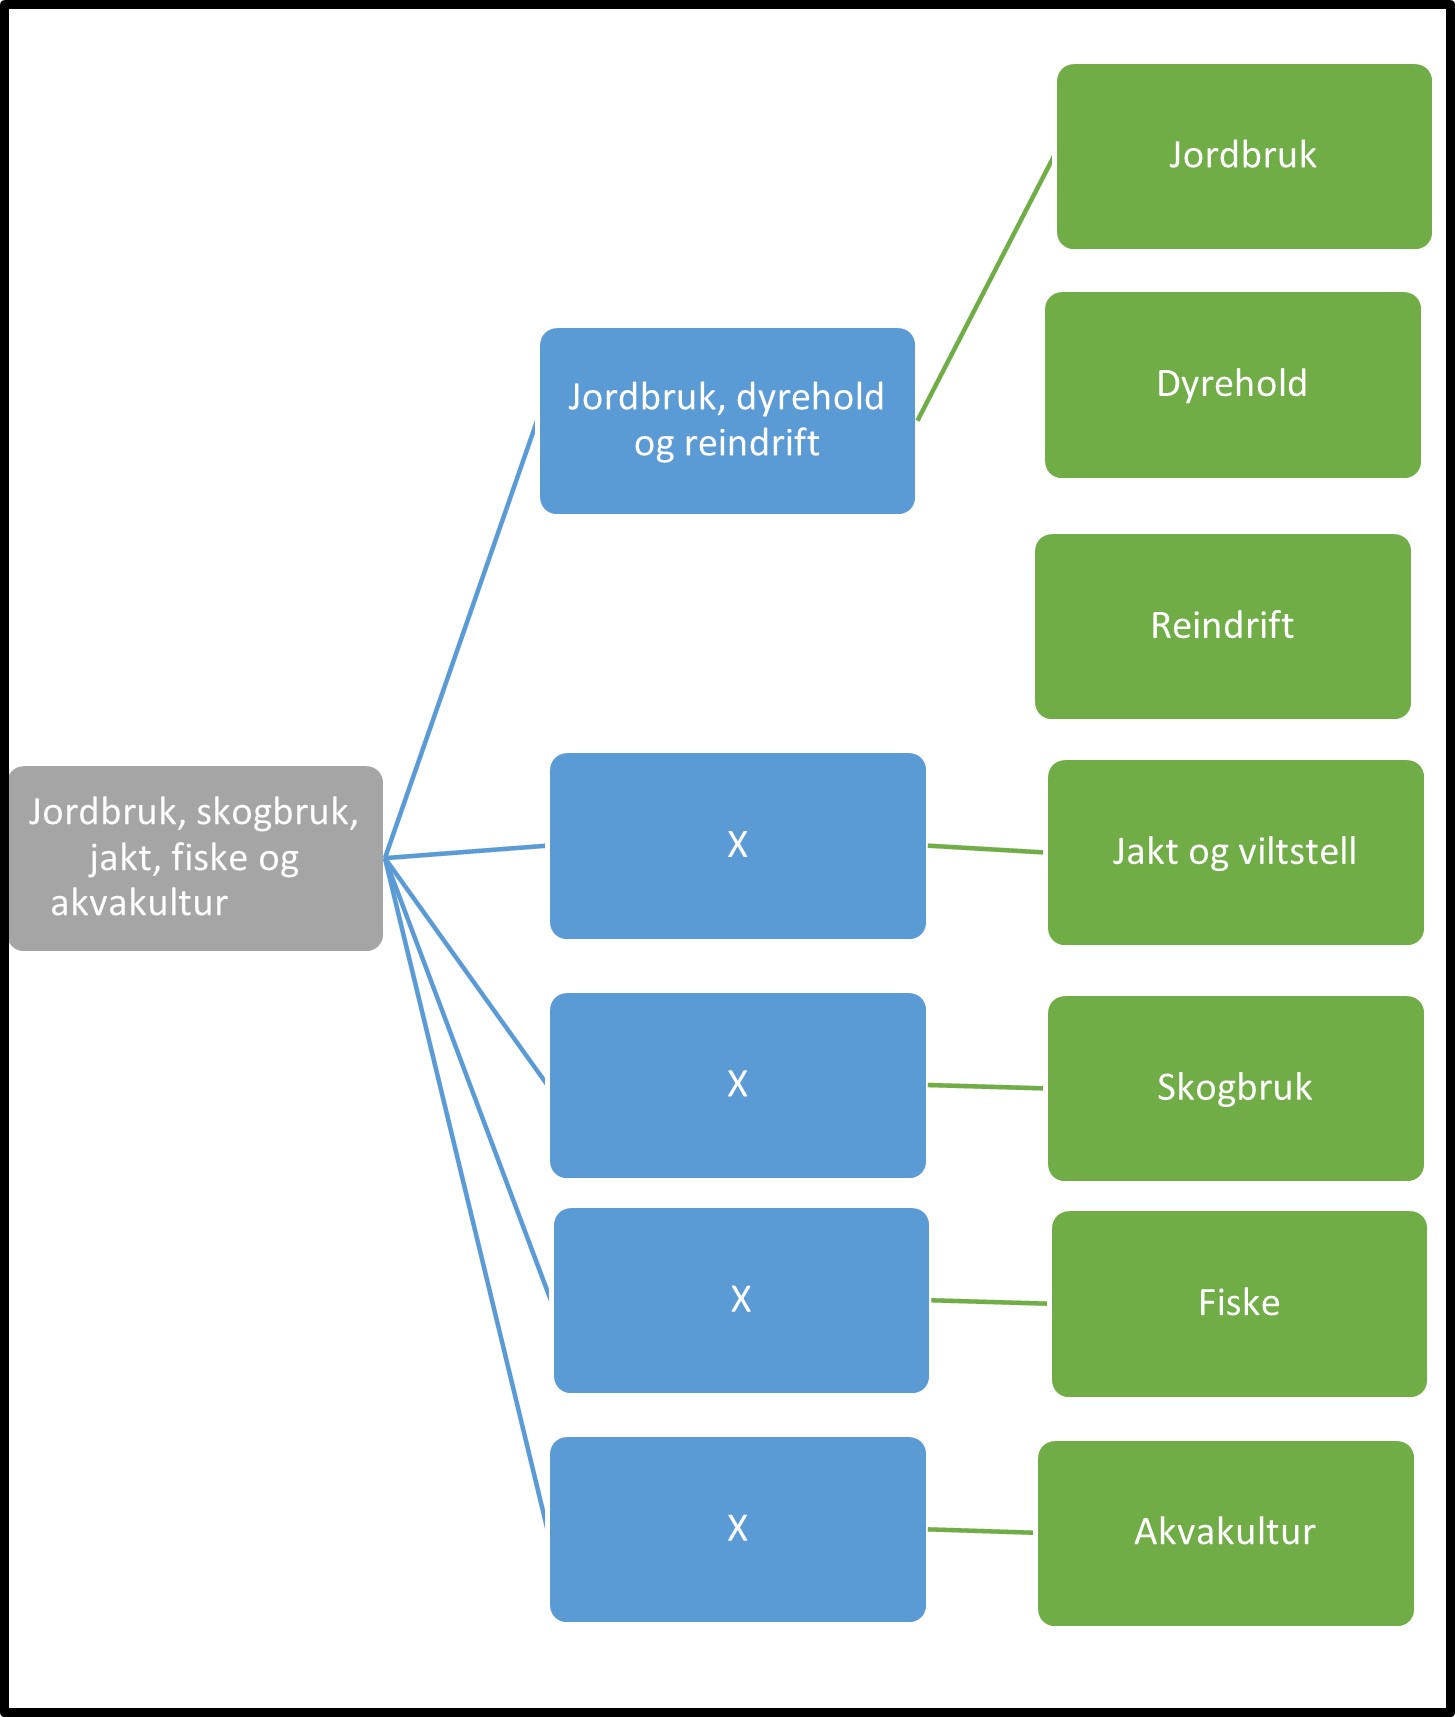 Jordbruk
Dyrehold
Jordbruk, dyrehold
og reindrift
Reindrift
Jordbruk, skogbruk,
jakt, fiske og
akvakultur
X
Jakt og viltstell
X
Skogbruk
X
Fiske
X
Akvakultur